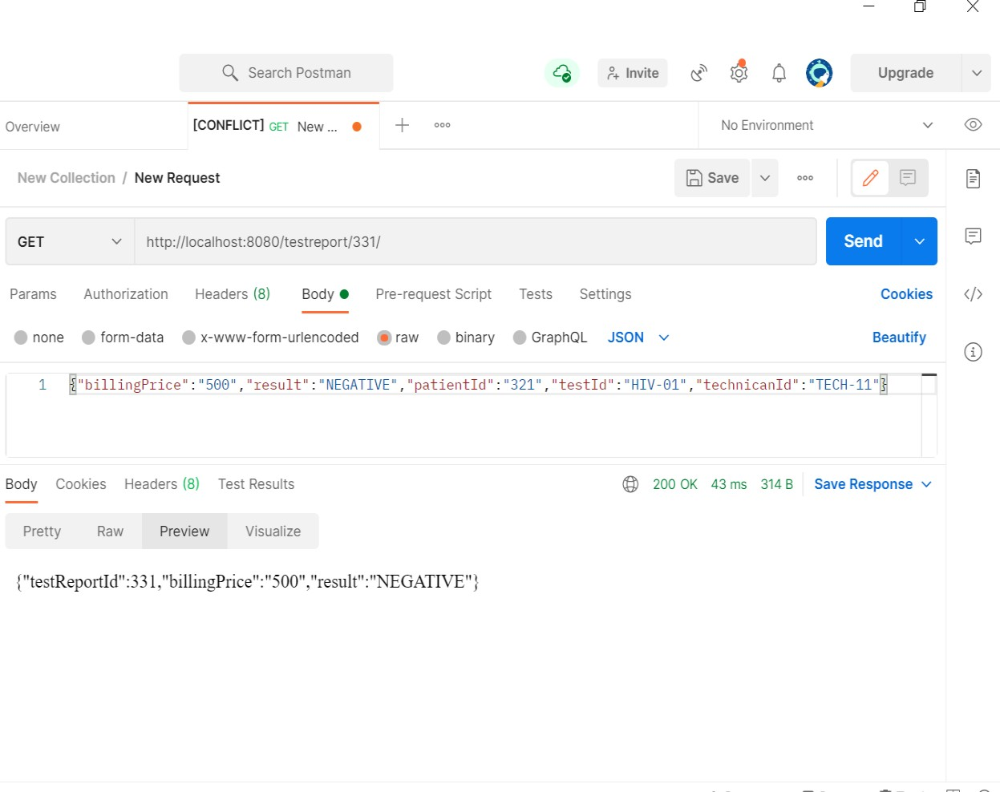 Search Postman
Invite
Upgrade
Overview
[CONFLICT] GET New ...
No Environment
New Collection / New Request
Save
GET
http://localhost:8080/testreport/331/
Send
Params Authorization Headers (8) Body Pre-request Script Tests Settings Cookies
none form-data x-www-form-urlencoded raw binary GraphQL JSON Beautify
1 {"billingPrice":"500","result":"NEGATIVE","patientId":"321","testId":"HIV-01","technicanId":"TECH-11"}
Body Cookies Headers (8) Test Results 200 OK 43 ms 314 B Save Response
Pretty Raw Preview Visualize
{"testReportId":331,"billingPrice":"500","result":"NEGATIVE"}